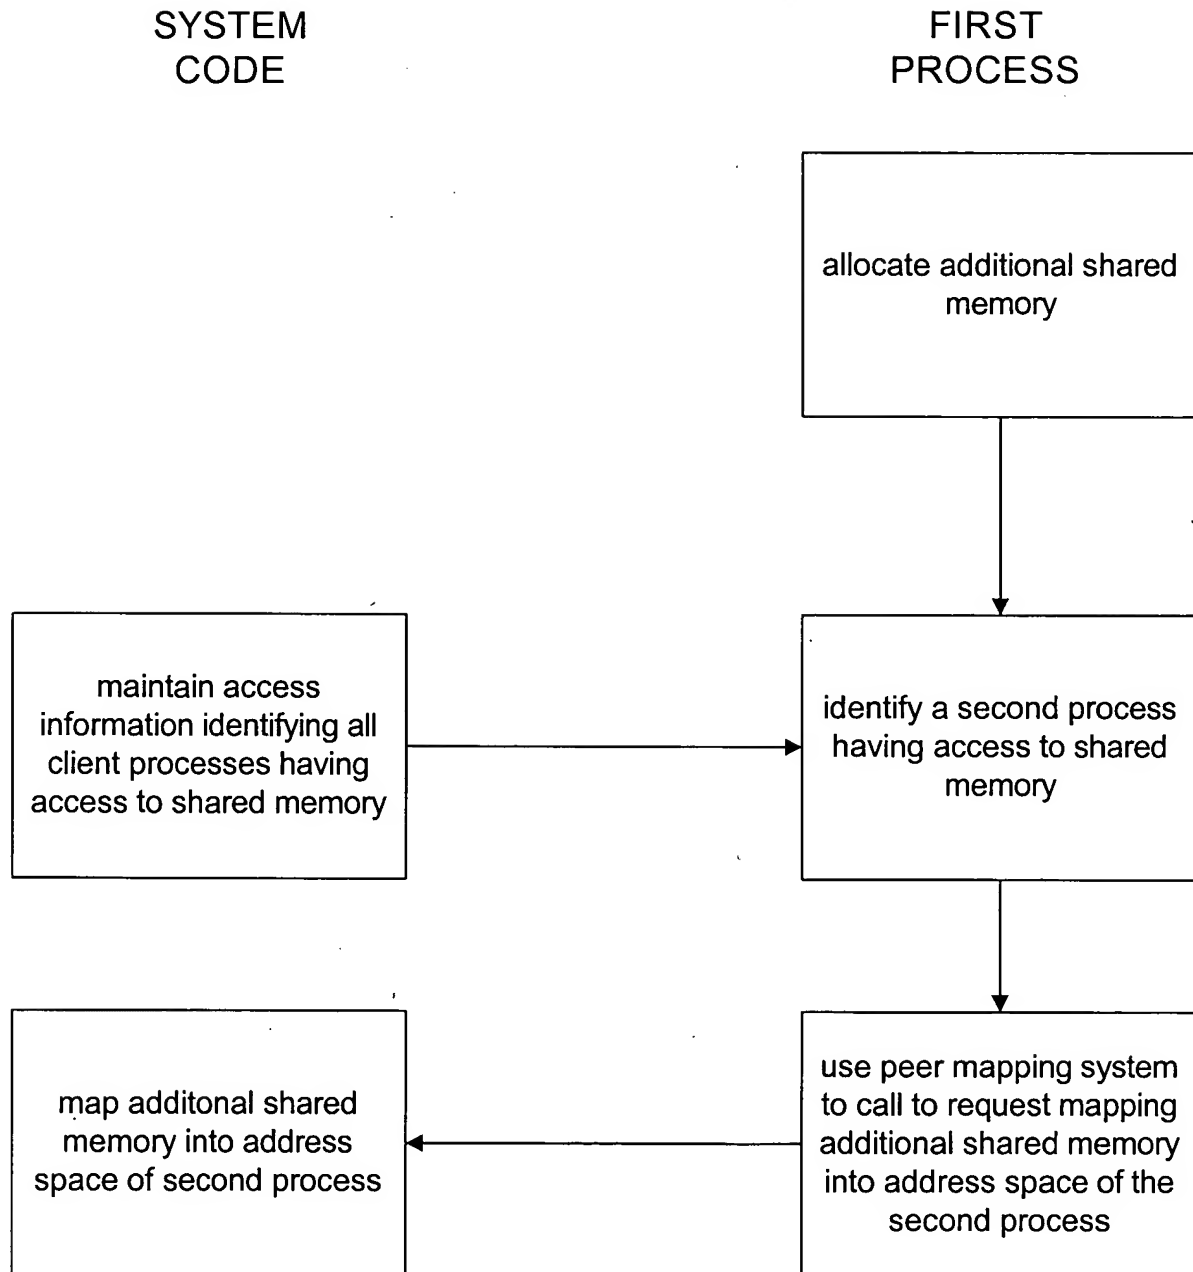 SYSTEM
CODE
FIRST
PROCESS
allocate additional shared
memory
maintain access
information identifying all
client processes having
access to shared memory
identify a second process
having access to shared
memory
use peer mapping system
to call to request mapping
additional shared memory
into address space of the
second process
map additonal shared
memory into address
space of second process